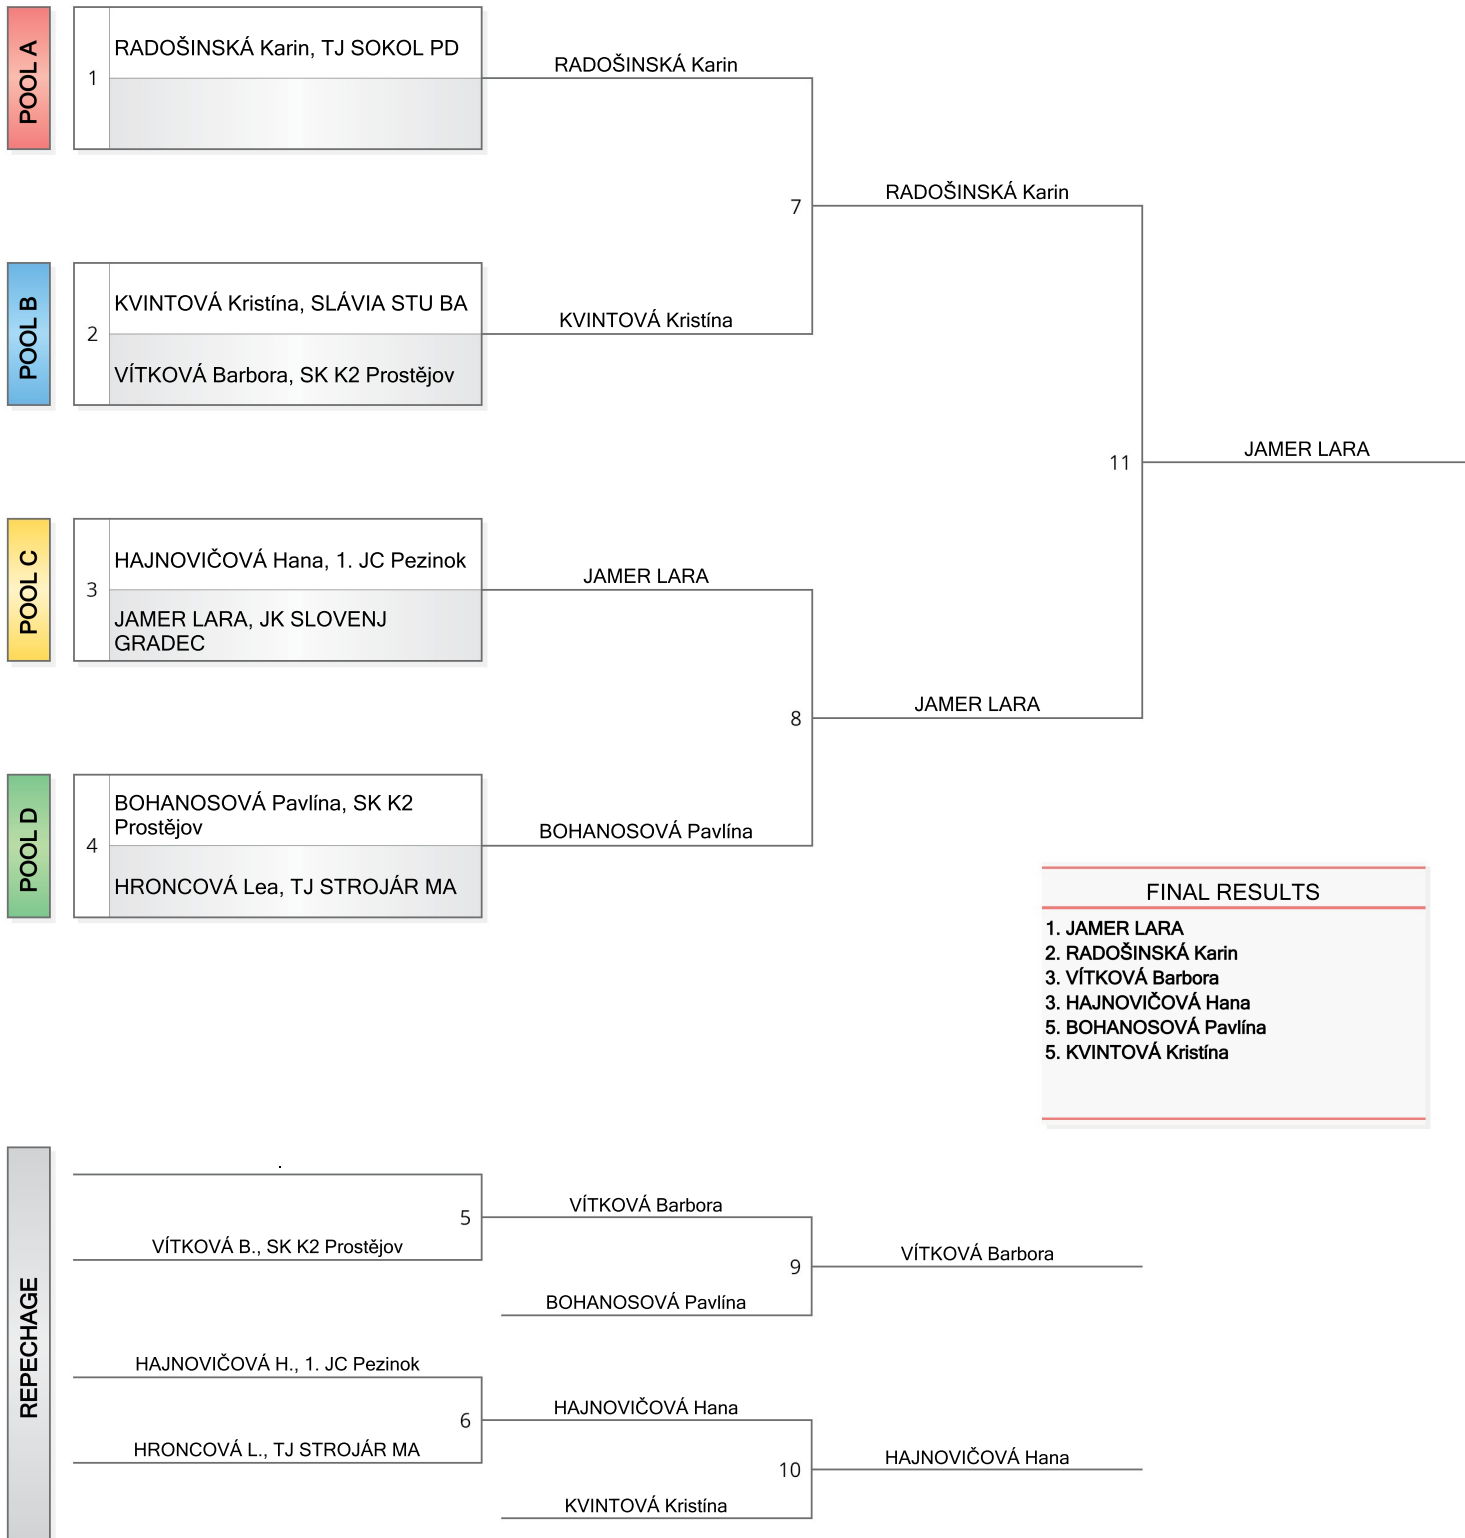 POOL A
1
RADOŠINSKÁ Karin, TJ SOKOL PD
RADOŠINSKÁ Karin
7
RADOŠINSKÁ Karin
POOL B
2
KVINTOVÁ Kristína, SLÁVIA STU BA
VÍTKOVÁ Barbora, SK K2 Prostějov
KVINTOVÁ Kristína
11
JAMER LARA
POOL C
3
HAJNOVIČOVÁ Hana, 1. JC Pezinok
JAMER LARA, JK SLOVENJ
GRADEC
JAMER LARA
8
JAMER LARA
POOL D
4
BOHANOSOVÁ Pavlína, SK K2
Prostějov
HRONCOVÁ Lea, TJ STROJÁR MA
BOHANOSOVÁ Pavlína
FINAL RESULTS
1. JAMER LARA
2. RADOŠINSKÁ Karin
3. VÍTKOVÁ Barbora
3. HAJNOVIČOVÁ Hana
5. BOHANOSOVÁ Pavlína
5. KVINTOVÁ Kristína
REPECHAGE
.
5
VÍTKOVÁ B., SK K2 Prostějov
VÍTKOVÁ Barbora
9
BOHANOSOVÁ Pavlína
VÍTKOVÁ Barbora
HAJNOVIČOVÁ H., 1. JC Pezinok
6
HRONCOVÁ L., TJ STROJÁR MA
HAJNOVIČOVÁ Hana
10
KVINTOVÁ Kristína
HAJNOVIČOVÁ Hana